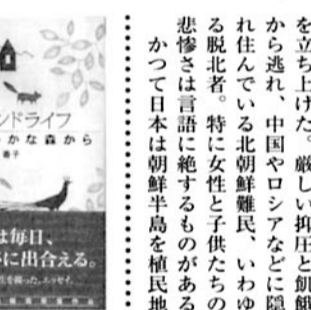 を立ち上げた。厳しい抑圧と飢餓
から逃れ、中国やロシアなどに隠
れ住んでいる北朝鮮難民、いわゆ
る脱北者。特に女性と子供たちの
悲惨さは言語に絶するものがある
かつて日本は朝鮮半島を植民地
ンドライフ
かな森から
は毎日、
に出合える。